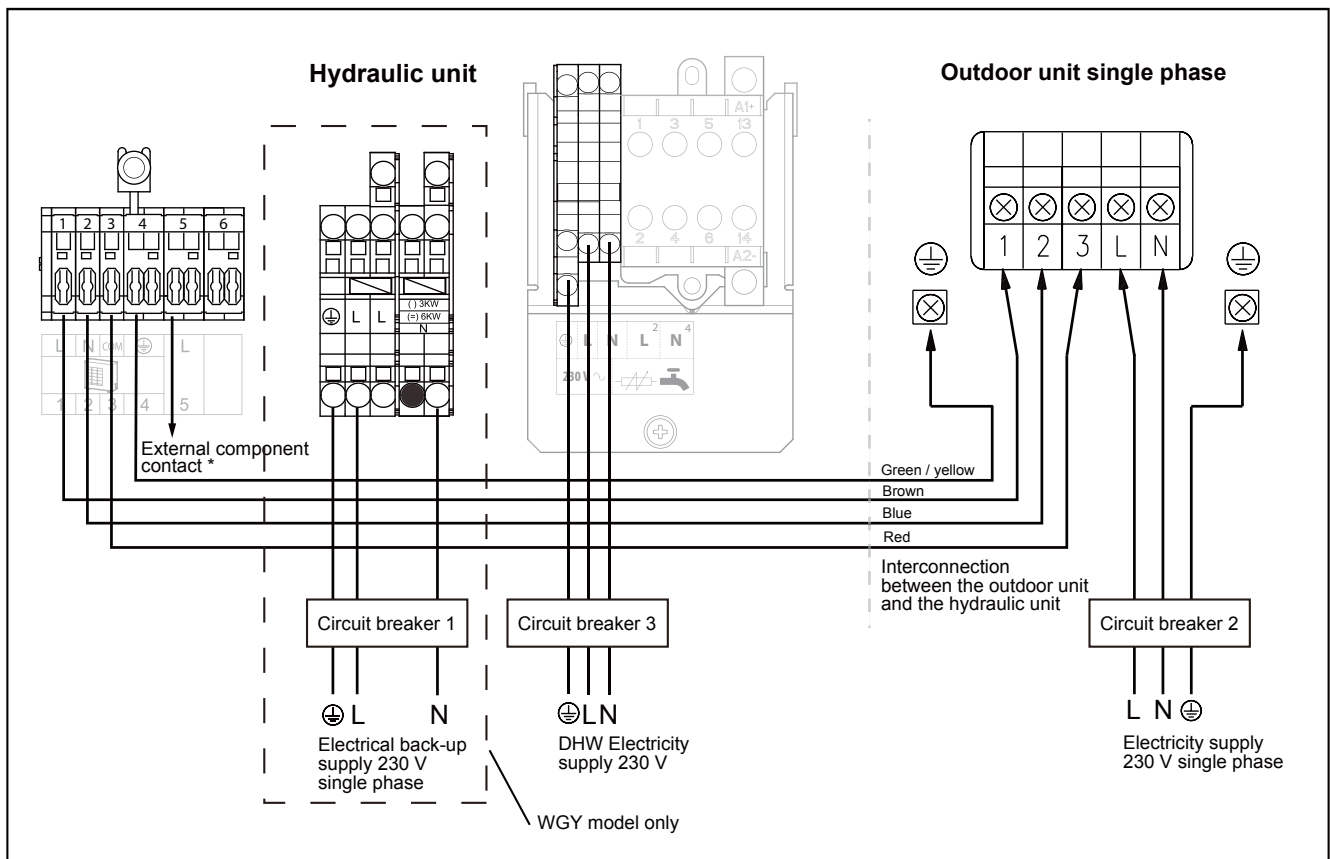 Hydraulic unit
Outdoor unit single phase
A1+
1 3 5 13
2 4 6 14
A2-
1 2 3 4 5 6
1 2 3 L N
( ) 3KW
(=) 6KW
N
L L
L N COM L
1 2 3 4 5
L N L 2 N 4
230 V ~
External component
contact *
Green / yellow
Brown
Blue
Red
Interconnection
between the outdoor unit
and the hydraulic unit
Circuit breaker 1
Circuit breaker 3
Circuit breaker 2
L N
Electrical back-up
supply 230 V
single phase
L N
DHW Electricity
supply 230 V
L N
Electricity supply
230 V single phase
WGY model only